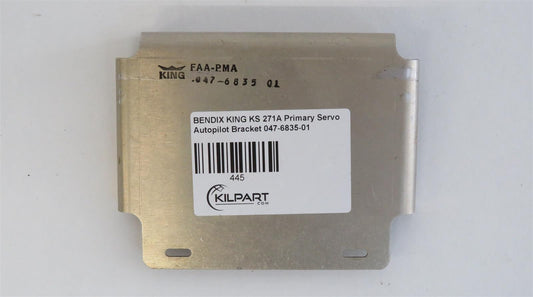 KING FAA-PMA
.047-6835 01
BENDIX KING KS 271A Primary Servo
Autopilot Bracket 047-6835-01
445
KILPART
.COM